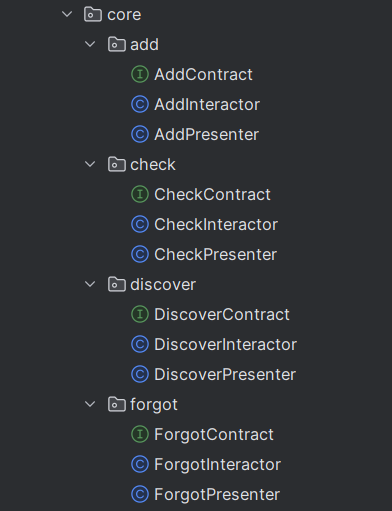 core
add
I AddContract
C AddInteractor
C AddPresenter
check
I CheckContract
C CheckInteractor
C CheckPresenter
discover
I DiscoverContract
C DiscoverInteractor
C DiscoverPresenter
forgot
I ForgotContract
C ForgotInteractor
C ForgotPresenter